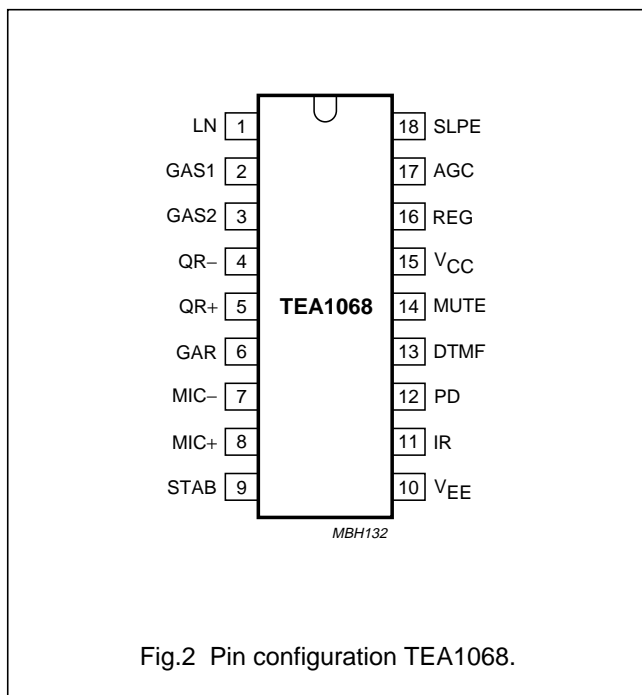 LN 1 18 SLPE
GAS1 2 17 AGC
GAS2 3 16 REG
QR− 4 15 VCC
QR+ 5 TEA1068 14 MUTE
GAR 6 13 DTMF
MIC− 7 12 PD
MIC+ 8 11 IR
STAB 9 10 VEE
MBH132
Fig.2 Pin configuration TEA1068.